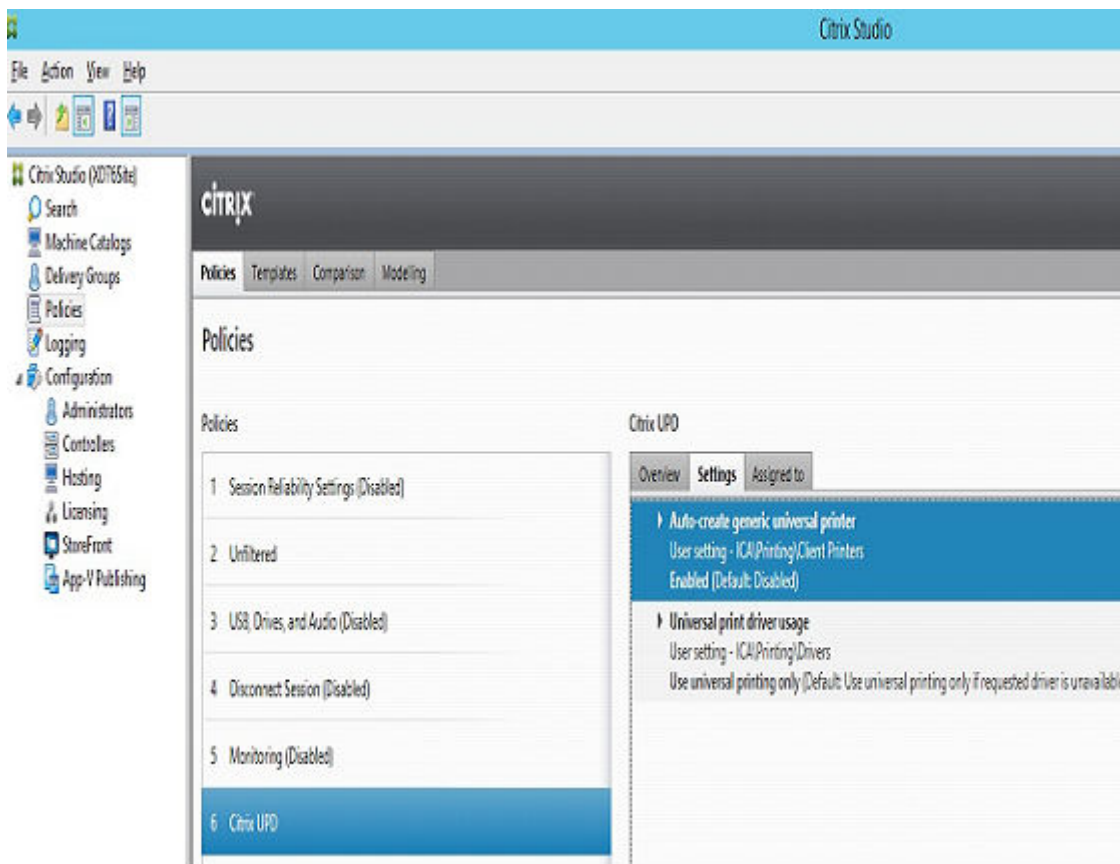 Citrix Studio
File Action View Help
Citrix Studio (XD76Site)
Search
Machine Catalogs
Delivery Groups
Policies
Logging
Configuration
Administrators
Controllers
Hosting
Licensing
StoreFront
App-V Publishing
CİTRIX
Policies Templates Comparison Modelling
Policies
Policies
1 Session Reliability Settings (Disabled)
2 Unfiltered
3 USB, Drives, and Audio (Disabled)
4 Disconnect Session (Disabled)
5 Monitoring (Disabled)
6 Citrix UPD
Citrix UPD
Overview Settings Assigned to
Auto-create generic universal printer
User setting - ICA\Printing\Client Printers
Enabled (Default: Disabled)
Universal print driver usage
User setting - ICA\Printing\Drivers
Use universal printing only (Default: Use universal printing only if requested driver is unavailable